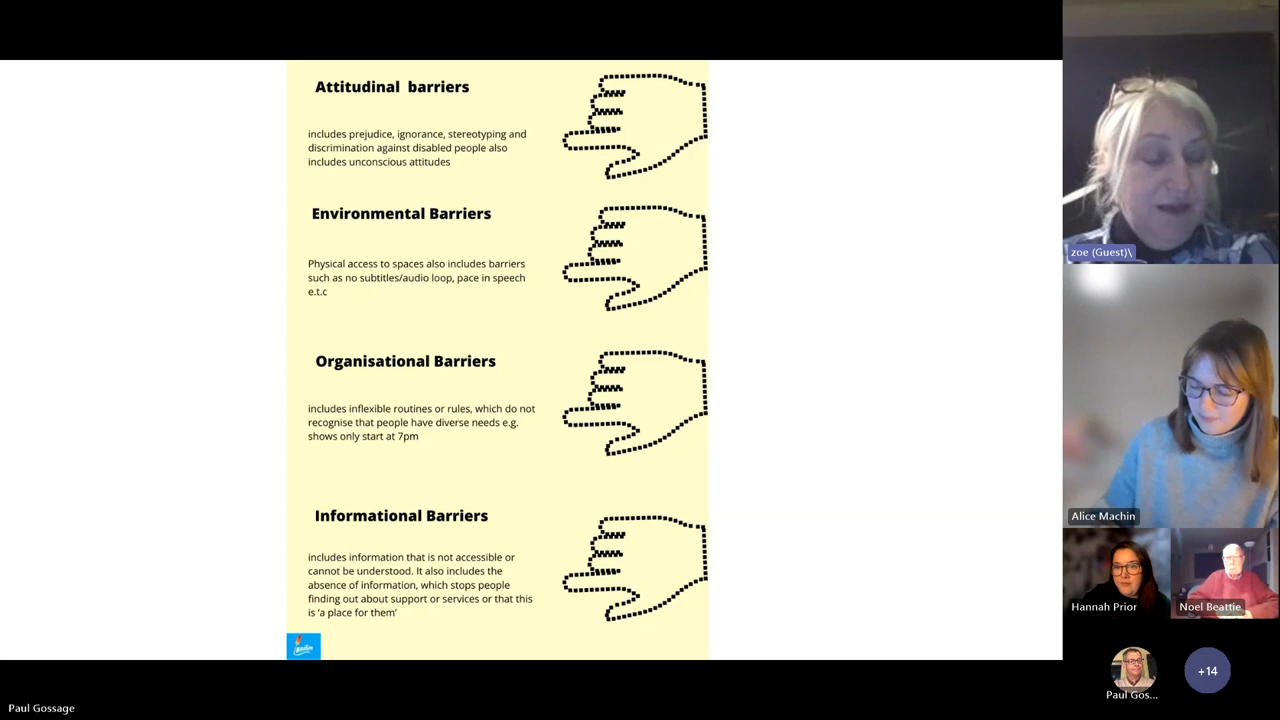 Attitudinal barriers
includes prejudice, ignorance, stereotyping and
discrimination against disabled people also
includes unconscious attitudes
Environmental Barriers
Physical access to spaces also includes barriers
such as no subtitles/audio loop, pace in speech
e.t.c
Organisational Barriers
includes inflexible routines or rules, which do not
recognise that people have diverse needs e.g.
shows only start at 7pm
Informational Barriers
includes information that is not accessible or
cannot be understood. It also includes the
absence of information, which stops people
finding out about support or services or that this
is ‘a place for them’
zoe (Guest)\
Alice Machin
Hannah Prior
Noel Beattie
Paul Gos...
+14
Paul Gossage